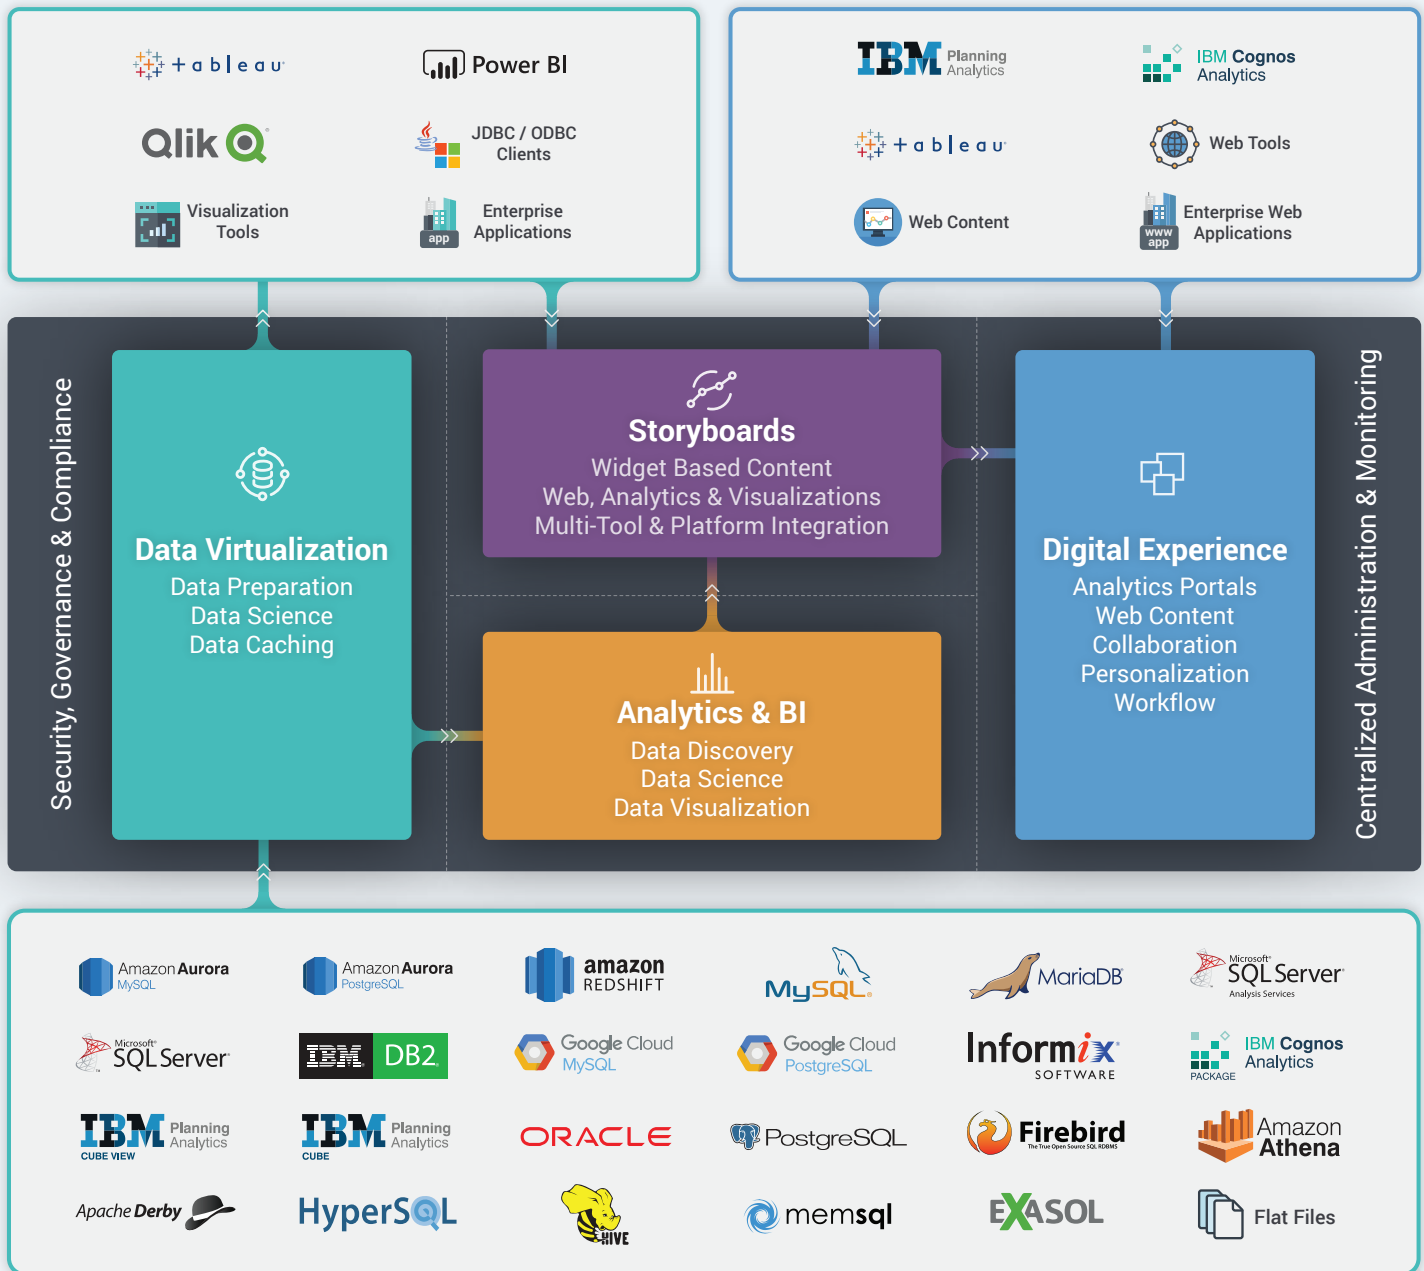 tableau
Power BI
Qlik
JDBC / ODBC
Clients
Visualization
Tools
app
Enterprise
Applications
IBM Planning
Analytics
IBM Cognos
Analytics
tableau
Web Tools
Web Content
www
app
Enterprise Web
Applications
Security, Governance & Compliance
Data Virtualization
Data Preparation
Data Science
Data Caching
Storyboards
Widget Based Content
Web, Analytics & Visualizations
Multi-Tool & Platform Integration
Analytics & BI
Data Discovery
Data Science
Data Visualization
Digital Experience
Analytics Portals
Web Content
Collaboration
Personalization
Workflow
Centralized Administration & Monitoring
Amazon Aurora
MySQL
Amazon Aurora
PostgreSQL
amazon
REDSHIFT
MySQL
MariaDB
Microsoft
SQL Server
Analysis Services
Microsoft
SQL Server
IBM DB2
Google Cloud
MySQL
Google Cloud
PostgreSQL
Informix
SOFTWARE
IBM Cognos
Analytics
PACKAGE
IBM Planning
Analytics
CUBE VIEW
IBM Planning
Analytics
CUBE
ORACLE
PostgreSQL
Firebird
The True Open Source SQL RDBMS
Amazon
Athena
Apache Derby
HyperSQL
HIVE
memsql
EXASOL
Flat Files